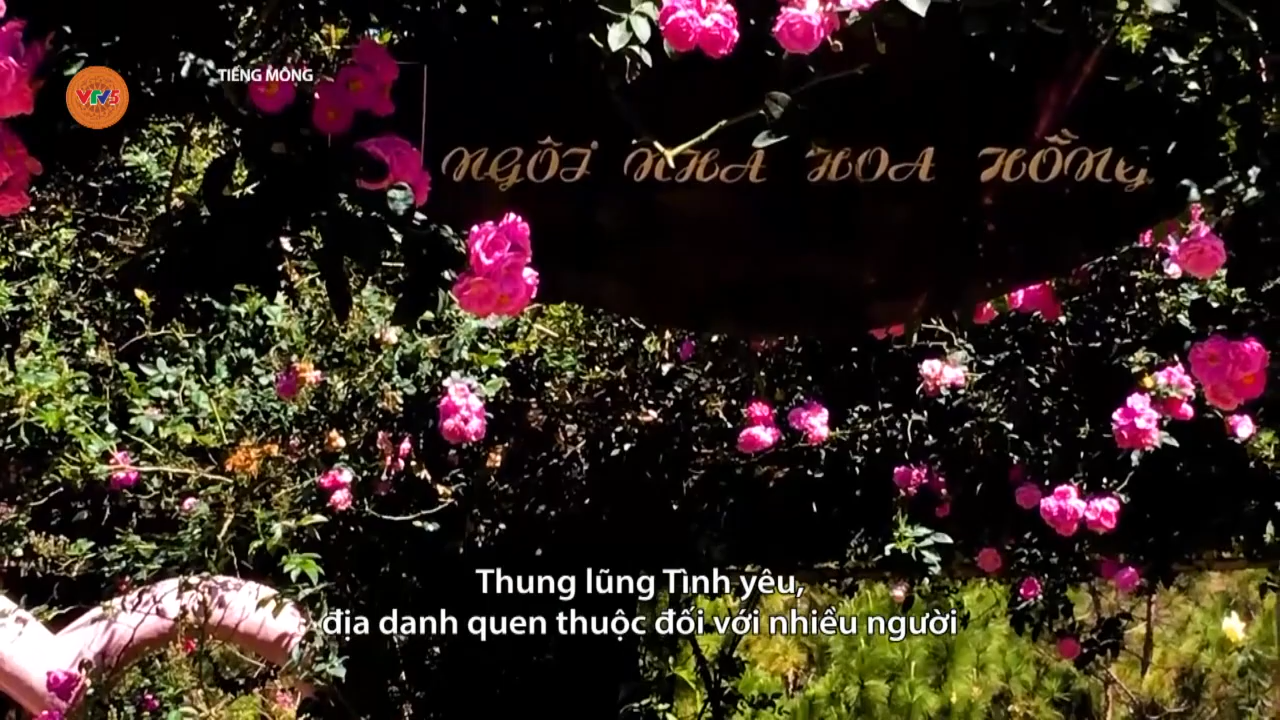 TIẾNG MÔNG
VTV5
NGÔI NHÀ HOA HỒNG
Thung lũng Tình yêu,
địa danh quen thuộc đối với nhiều người